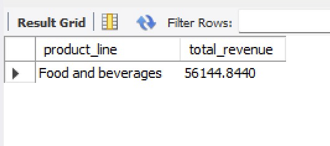 Result Grid Filter Rows:
product_line total_revenue
Food and beverages 56144.8440